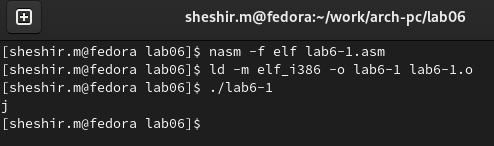 sheshir.m@fedora:~/work/arch-pc/lab06
[sheshir.m@fedora lab06]$ nasm -f elf lab6-1.asm
[sheshir.m@fedora lab06]$ ld -m elf_i386 -o lab6-1 lab6-1.o
[sheshir.m@fedora lab06]$ ./lab6-1
j
[sheshir.m@fedora lab06]$